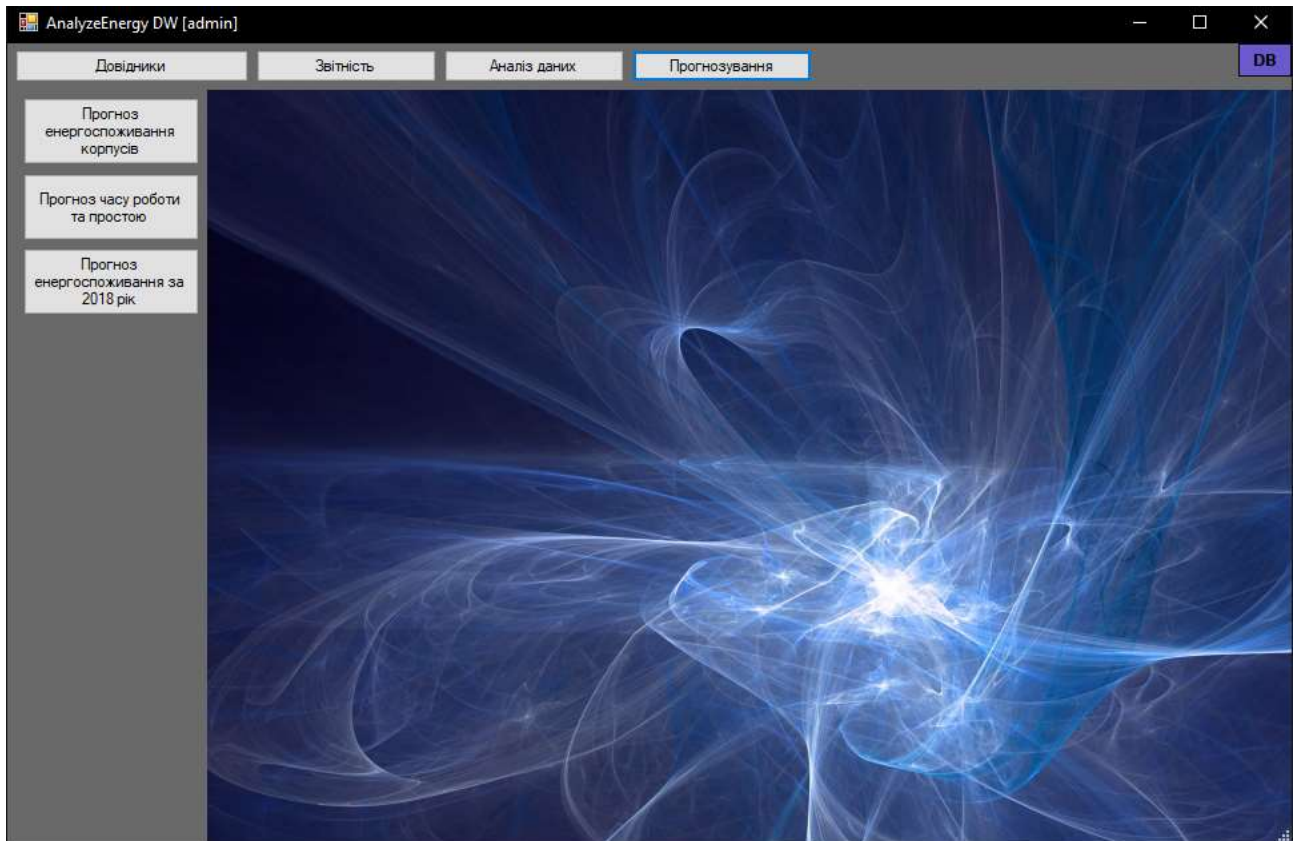 AnalyzeEnergy DW [admin]
Довідники Звітність Аналіз даних Прогнозування DB
Прогноз
енергоспоживання
корпусів
Прогноз часу роботи
та простою
Прогноз
енергоспоживання за
2018 рік